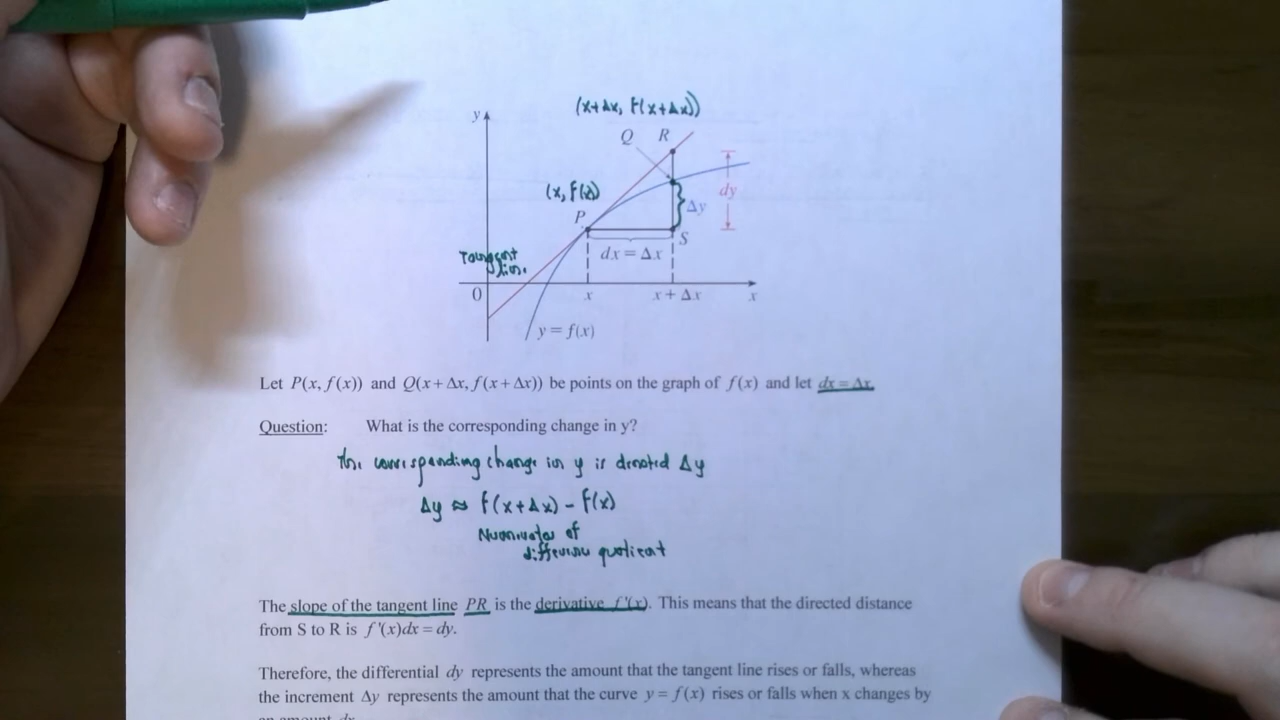 (x+Δx, f(x+Δx))
y
Q R
(x, f(x))
dy
P
Δy
S
Tangent
line
dx = Δx
0 x x + Δx x
y = f(x)
Let P(x, f(x)) and Q(x + Δx, f(x + Δx)) be points on the graph of f(x) and let dx = Δx.
Question: What is the corresponding change in y?
the corresponding change in y is denoted Δy
Δy ≈ f(x+Δx) - f(x)
Numerator of
difference quotient
The slope of the tangent line PR is the derivative f'(x). This means that the directed distance
from S to R is f'(x)dx = dy.
Therefore, the differential dy represents the amount that the tangent line rises or falls, whereas
the increment Δy represents the amount that the curve y = f(x) rises or falls when x changes by
an amount dx